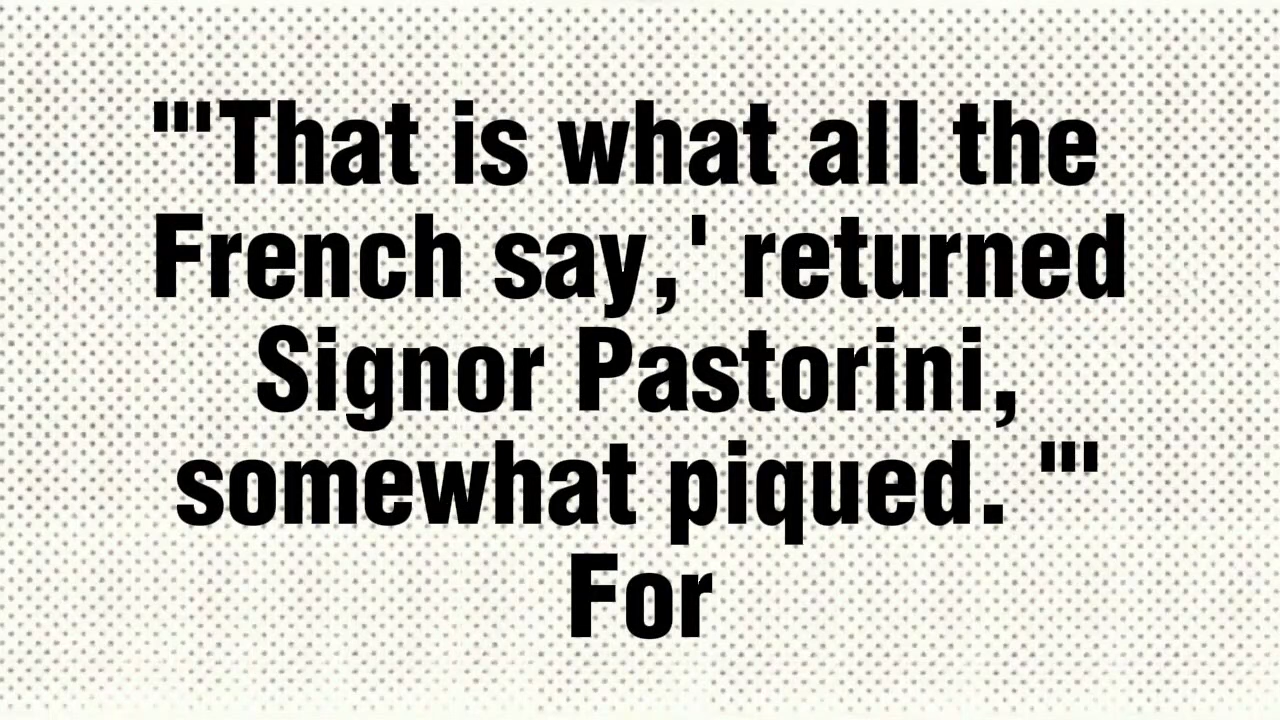 "'That is what all the
French say,' returned
Signor Pastorini,
somewhat piqued. "'
For